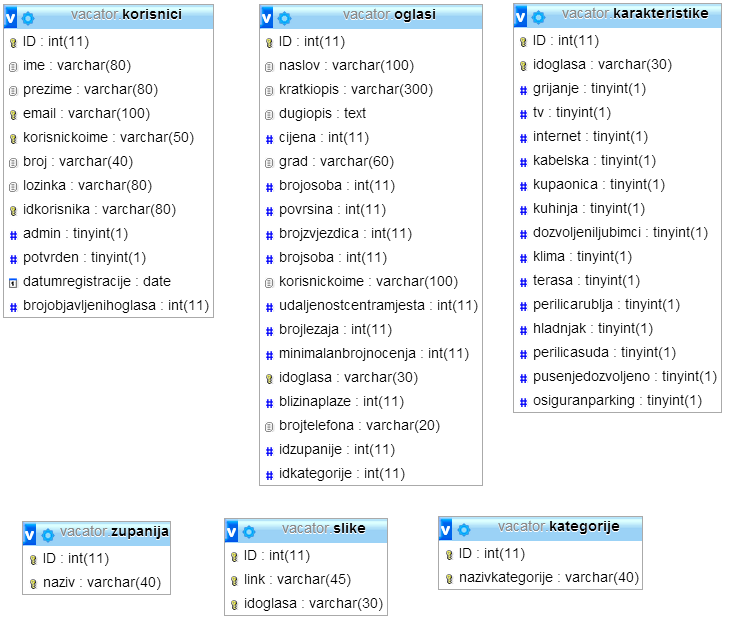 vacator korisnici
ID : int(11)
ime : varchar(80)
prezime : varchar(80)
email : varchar(100)
korisnickoime : varchar(50)
broj : varchar(40)
lozinka : varchar(80)
idkorisnika : varchar(80)
admin : tinyint(1)
potvrden : tinyint(1)
datumregistracije : date
brojobjavljenihoglasa : int(11)
vacator oglasi
ID : int(11)
naslov : varchar(100)
kratkiopis : varchar(300)
dugiopis : text
cijena : int(11)
grad : varchar(60)
brojosoba : int(11)
povrsina : int(11)
brojzvjezdica : int(11)
brojsoba : int(11)
korisnickoime : varchar(100)
udaljenostcentramjesta : int(11)
brojlezaja : int(11)
minimalanbrojnocenja : int(11)
idoglasa : varchar(30)
blizinaplaze : int(11)
brojtelefona : varchar(20)
idzupanije : int(11)
idkategorije : int(11)
vacator karakteristike
ID : int(11)
idoglasa : varchar(30)
grijanje : tinyint(1)
tv : tinyint(1)
internet : tinyint(1)
kabelska : tinyint(1)
kupaonica : tinyint(1)
kuhinja : tinyint(1)
dozvoljeniljubimci : tinyint(1)
klima : tinyint(1)
terasa : tinyint(1)
perilicarublja : tinyint(1)
hladnjak : tinyint(1)
perilicasuda : tinyint(1)
pusenjedozvoljeno : tinyint(1)
osiguranparking : tinyint(1)
vacator zupanija
ID : int(11)
naziv : varchar(40)
vacator slike
ID : int(11)
link : varchar(45)
idoglasa : varchar(30)
vacator kategorije
ID : int(11)
nazivkategorije : varchar(40)